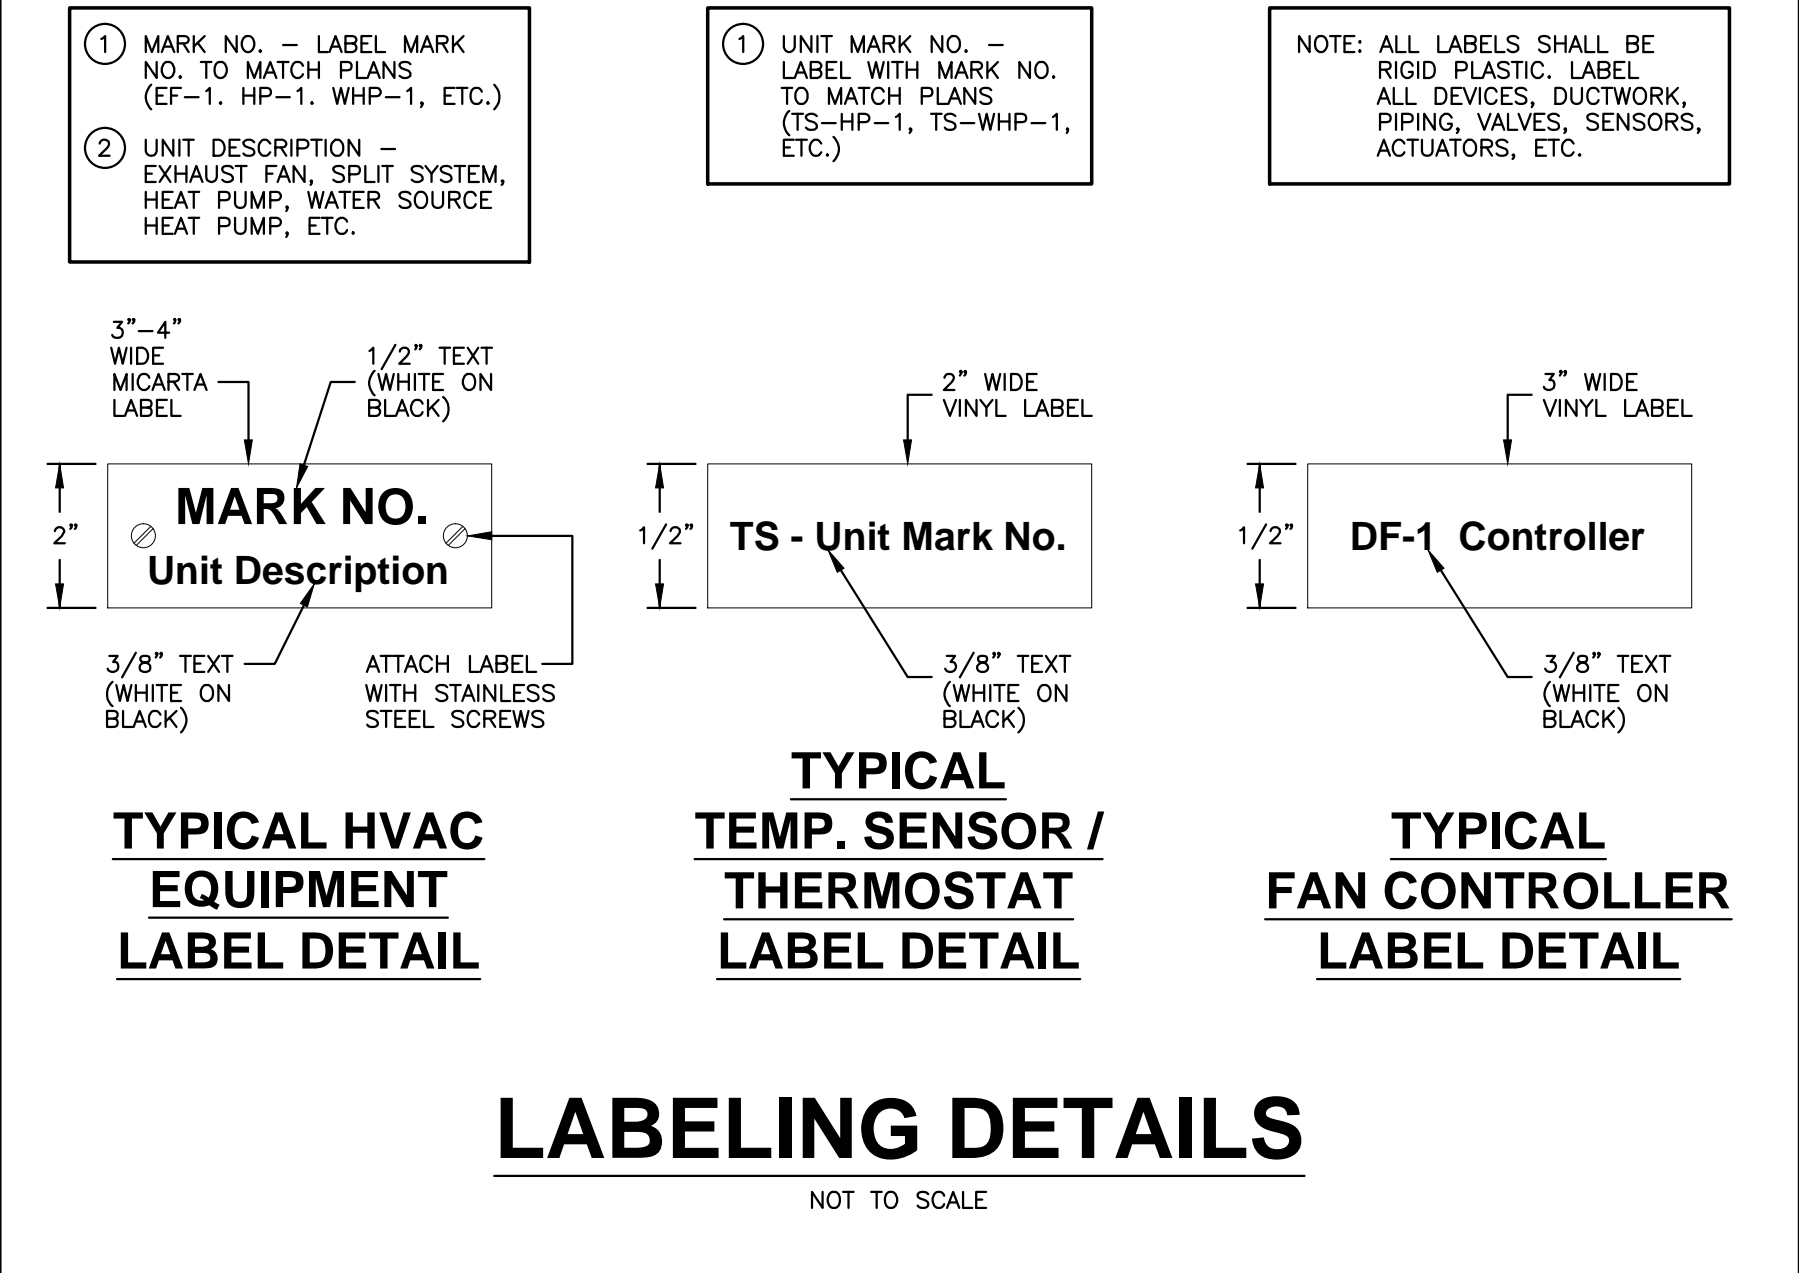 1
MARK NO. – LABEL MARK
NO. TO MATCH PLANS
(EF–1. HP–1. WHP–1, ETC.)
2
UNIT DESCRIPTION –
EXHAUST FAN, SPLIT SYSTEM,
HEAT PUMP, WATER SOURCE
HEAT PUMP, ETC.
1
UNIT MARK NO. –
LABEL WITH MARK NO.
TO MATCH PLANS
(TS–HP–1, TS–WHP–1,
ETC.)
NOTE: ALL LABELS SHALL BE
RIGID PLASTIC. LABEL
ALL DEVICES, DUCTWORK,
PIPING, VALVES, SENSORS,
ACTUATORS, ETC.
3"–4"
WIDE
MICARTA
LABEL
1/2" TEXT
(WHITE ON
BLACK)
2"
MARK NO.
Unit Description
3/8" TEXT
(WHITE ON
BLACK)
ATTACH LABEL
WITH STAINLESS
STEEL SCREWS
TYPICAL HVAC
EQUIPMENT
LABEL DETAIL
2" WIDE
VINYL LABEL
1/2"
TS - Unit Mark No.
3/8" TEXT
(WHITE ON
BLACK)
TYPICAL
TEMP. SENSOR /
THERMOSTAT
LABEL DETAIL
3" WIDE
VINYL LABEL
1/2"
DF-1 Controller
3/8" TEXT
(WHITE ON
BLACK)
TYPICAL
FAN CONTROLLER
LABEL DETAIL
LABELING DETAILS
NOT TO SCALE